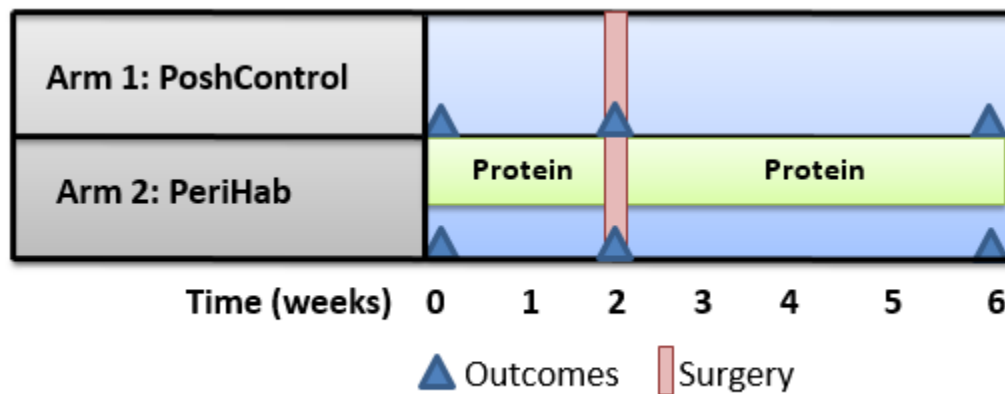 Arm 1: PoshControl
Arm 2: PeriHab
Protein Protein
Time (weeks) 0 1 2 3 4 5 6
Outcomes Surgery